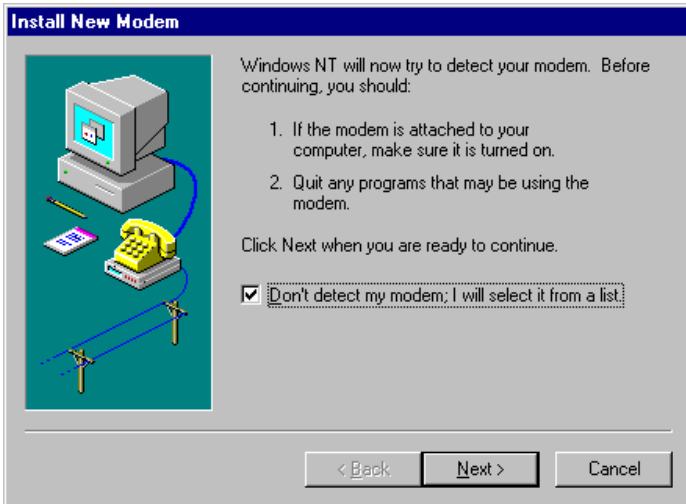 Install New Modem
Windows NT will now try to detect your modem. Before
continuing, you should:
1. If the modem is attached to your
computer, make sure it is turned on.
2. Quit any programs that may be using the
modem.
Click Next when you are ready to continue.
Don't detect my modem; I will select it from a list.
< Back
Next >
Cancel